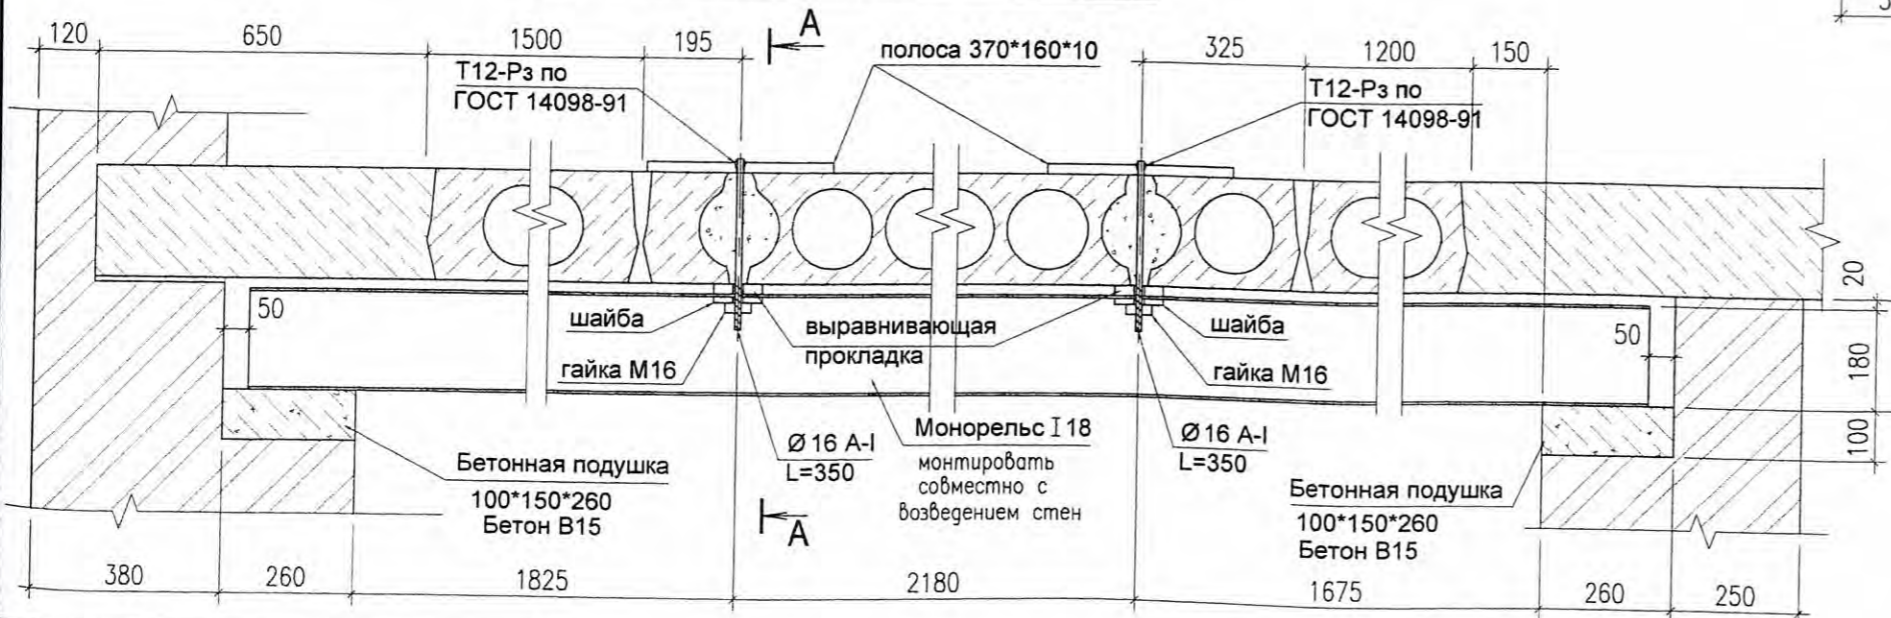 120
650
1500
195
А
полоса 370*160*10
325
1200
150
Т12-Рз по
ГОСТ 14098-91
Т12-Рз по
ГОСТ 14098-91
50
шайба
гайка М16
выравнивающая
прокладка
шайба
гайка М16
50
20
180
100
Бетонная подушка
100*150*260
Бетон В15
Ø 16 А-I
L=350
Монорельс I 18
монтировать
совместно с
возведением стен
Ø 16 А-I
L=350
Бетонная подушка
100*150*260
Бетон В15
А
380
260
1825
2180
1675
260
250